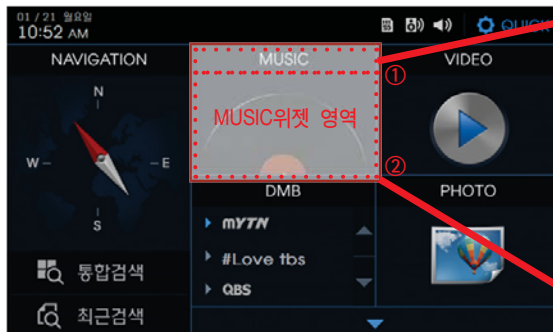 01 / 21 월요일
10:52 AM
QUICK
NAVIGATION
MUSIC
VIDEO
①
N
MUSIC위젯 영역
W
E
②
S
DMB
PHOTO
mYTN
#Love tbs
QBS
통합검색
최근검색